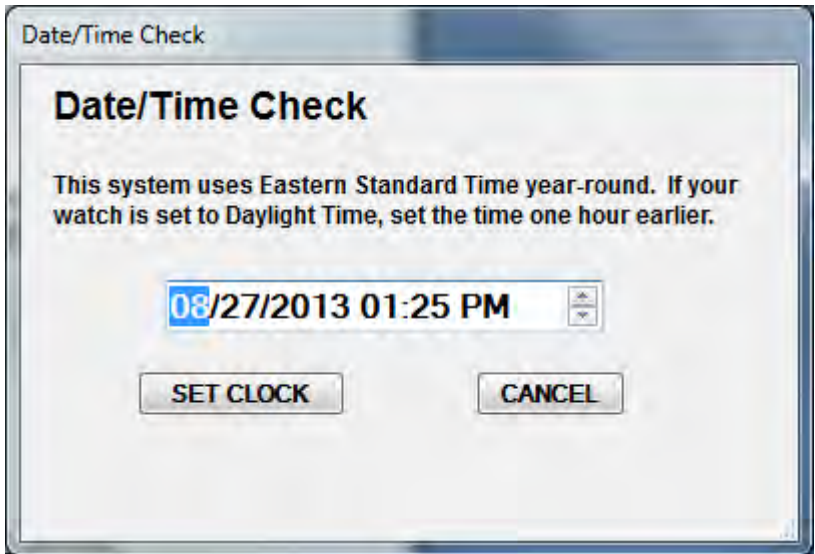 Date/Time Check
Date/Time Check
This system uses Eastern Standard Time year-round.  If your
watch is set to Daylight Time, set the time one hour earlier.
08/27/2013 01:25 PM
SET CLOCK CANCEL